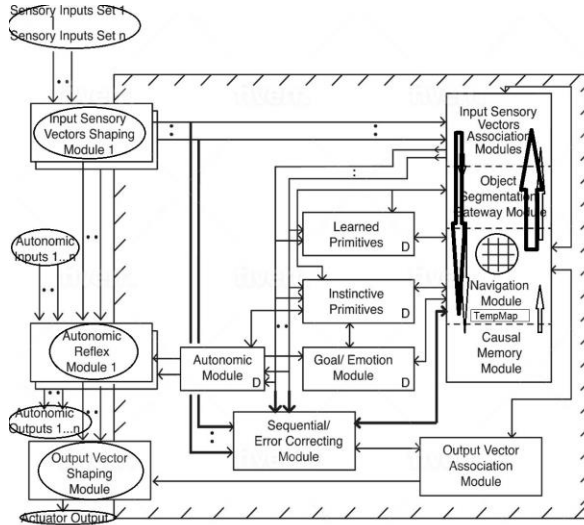 Sensory Inputs Set 1
Sensory Inputs Set n
Input Sensory
Vectors Shaping
Module 1
Autonomic
Inputs 1...n
Autonomic
Reflex
Module 1
Autonomic
Outputs 1...n
Output Vector
Shaping
Module
Actuator Output
Autonomic
Module
D
Learned
Primitives
D
Instinctive
Primitives
D
Goal/ Emotion
Module
D
Sequential/
Error Correcting
Module
Input Sensory
Vectors
Association
Modules
Object
Segmentation
Gateway Module
Navigation
Module
TempMap
Causal
Memory
Module
Output Vector
Association
Module